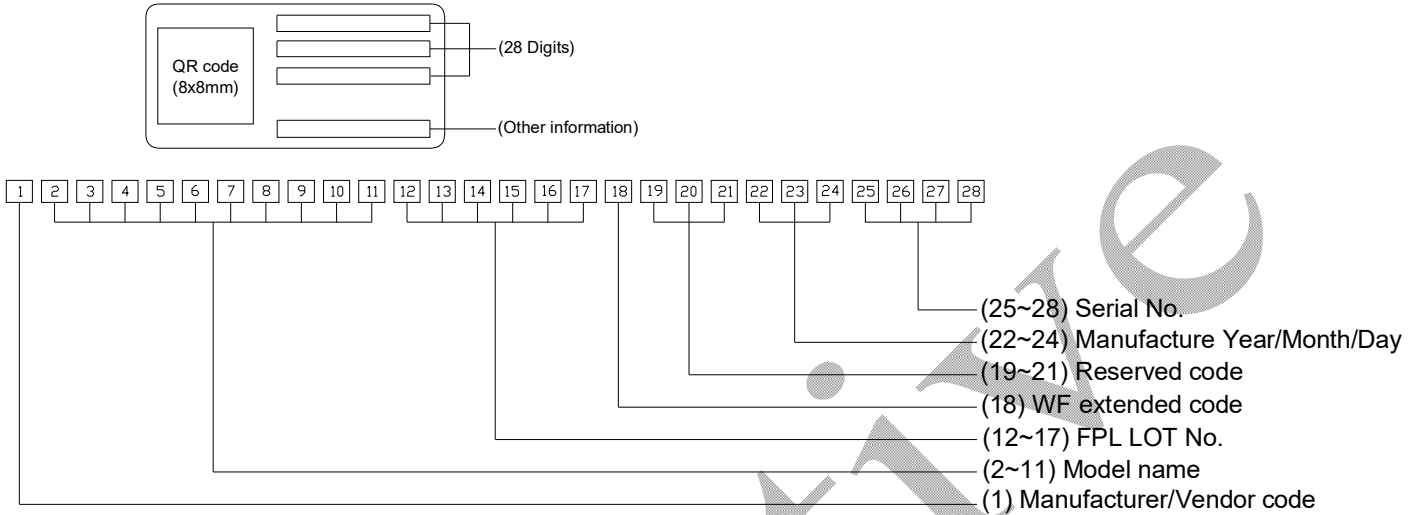 QR code
(8x8mm)
(28 Digits)
(Other information)
1 2 3 4 5 6 7 8 9 10 11 12 13 14 15 16 17 18 19 20 21 22 23 24 25 26 27 28
(25~28) Serial No.
(22~24) Manufacture Year/Month/Day
(19~21) Reserved code
(18) WF extended code
(12~17) FPL LOT No.
(2~11) Model name
(1) Manufacturer/Vendor code